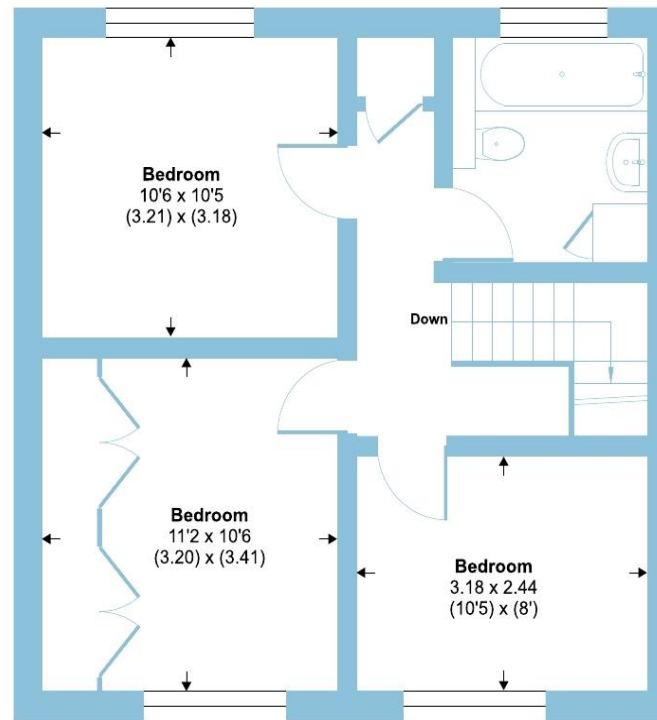 Bedroom
10'6 x 10'5
(3.21) x (3.18)
Down
Bedroom
11'2 x 10'6
(3.20) x (3.41)
Bedroom
3.18 x 2.44
(10'5) x (8')